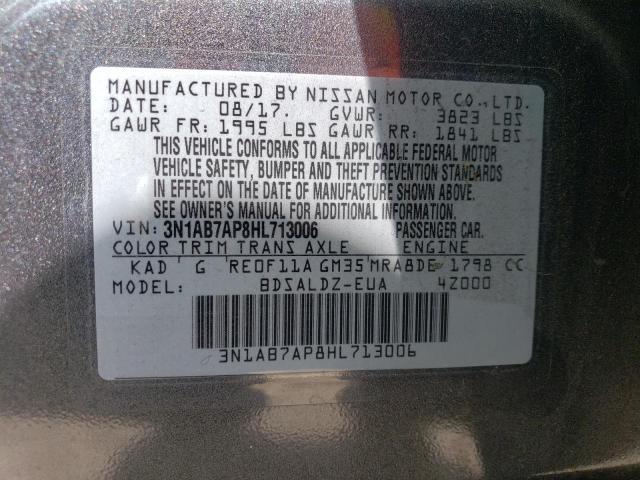 MANUFACTURED BY NISSAN MOTOR CO.,LTD.
DATE: 08/17. GVWR: 3823 LBS
GAWR FR: 1995 LBS GAWR RR: 1841 LBS
THIS VEHICLE CONFORMS TO ALL APPLICABLE FEDERAL MOTOR
VEHICLE SAFETY, BUMPER AND THEFT PREVENTION STANDARDS
IN EFFECT ON THE DATE OF MANUFACTURE SHOWN ABOVE.
SEE OWNER'S MANUAL FOR ADDITIONAL INFORMATION.
VIN: 3N1AB7AP8HL713006 PASSENGER CAR.
COLOR TRIM TRANS AXLE ENGINE
KAD G RE0F11A GM35 MRA8DE 1798 CC
MODEL: BDSALDZ-EUA 4Z000
3N1AB7AP8HL713006